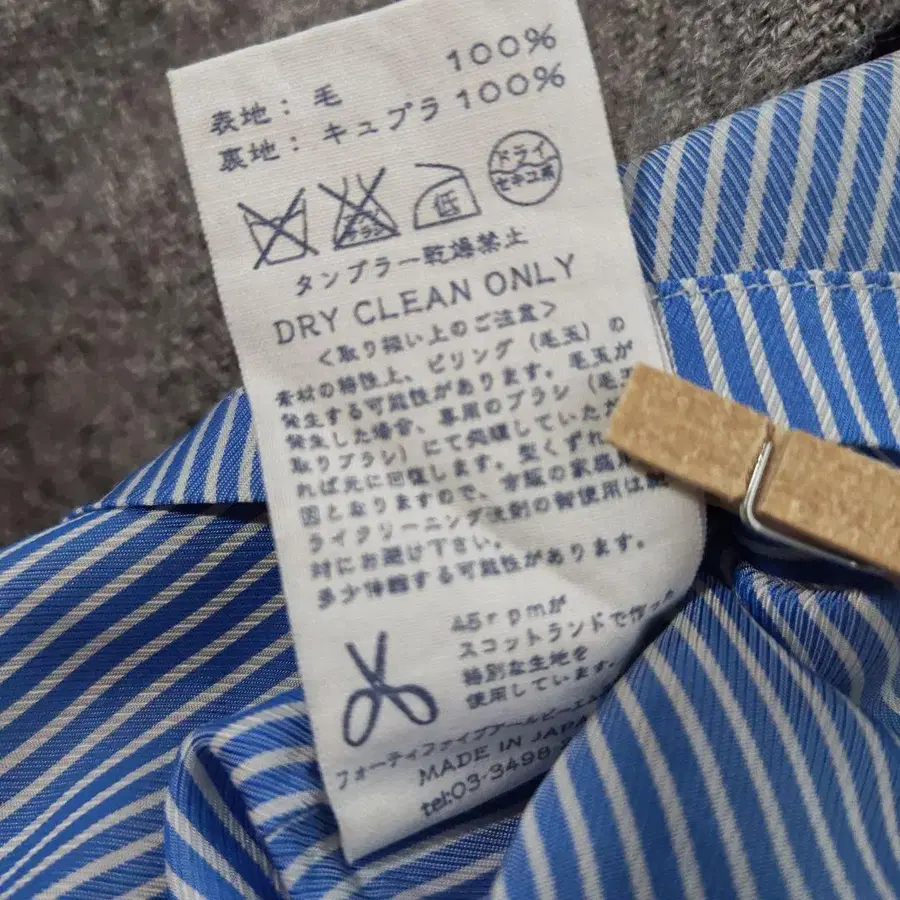 表地: 毛 100%
裏地: キュプラ 100%
低
ドライ
セキユ系
タンブラー乾燥禁止
DRY CLEAN ONLY
<取り扱い上のご注意>
素材の特性上、ピリング（毛玉）の
発生する可能性があります。毛玉が
発生した場合、専用のブラシ（毛玉
取りブラシ）にて処理していただ
れば元に回復します。型くずれ
因となりますので、市販の家庭用
ライクリーニング洗剤の御使用は
対にお避け下さい。
多少伸縮する可能性があります。
45rpmが
スコットランドで作った
特別な生地を
使用しています。
フォーティファイブアールピーエム
MADE IN JAPAN
tel:03-3498-